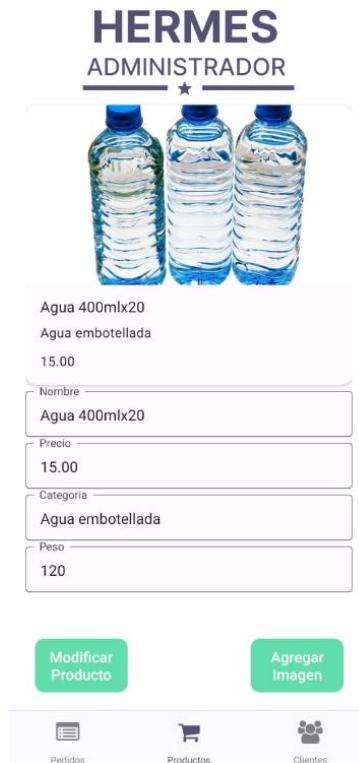 HERMES
ADMINISTRADOR
Agua 400mlx20
Agua embotellada
15.00
Nombre
Agua 400mlx20
Precio
15.00
Categoria
Agua embotellada
Peso
120
Modificar
Producto
Agregar
Imagen
Pedidos
Productos
Clientes